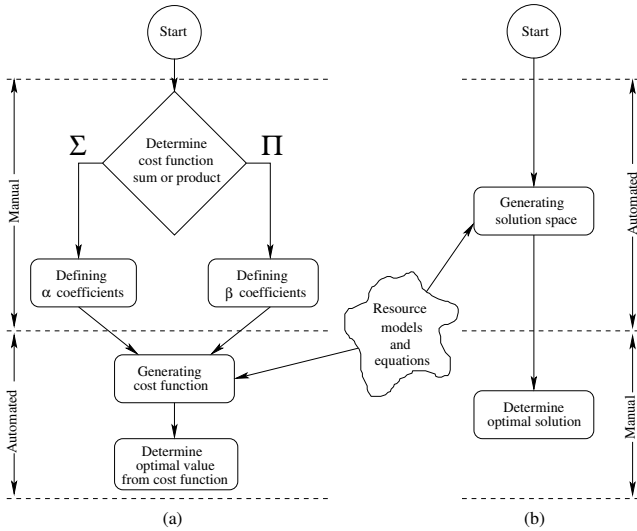 Start
Start
Σ
Π
Determine
cost function
sum or product
Manual
Automated
Generating
solution space
Defining
α coefficients
Defining
β coefficients
Resource
models
and
equations
Generating
cost function
Automated
Manual
Determine
optimal solution
Determine
optimal value
from cost function
(a)
(b)